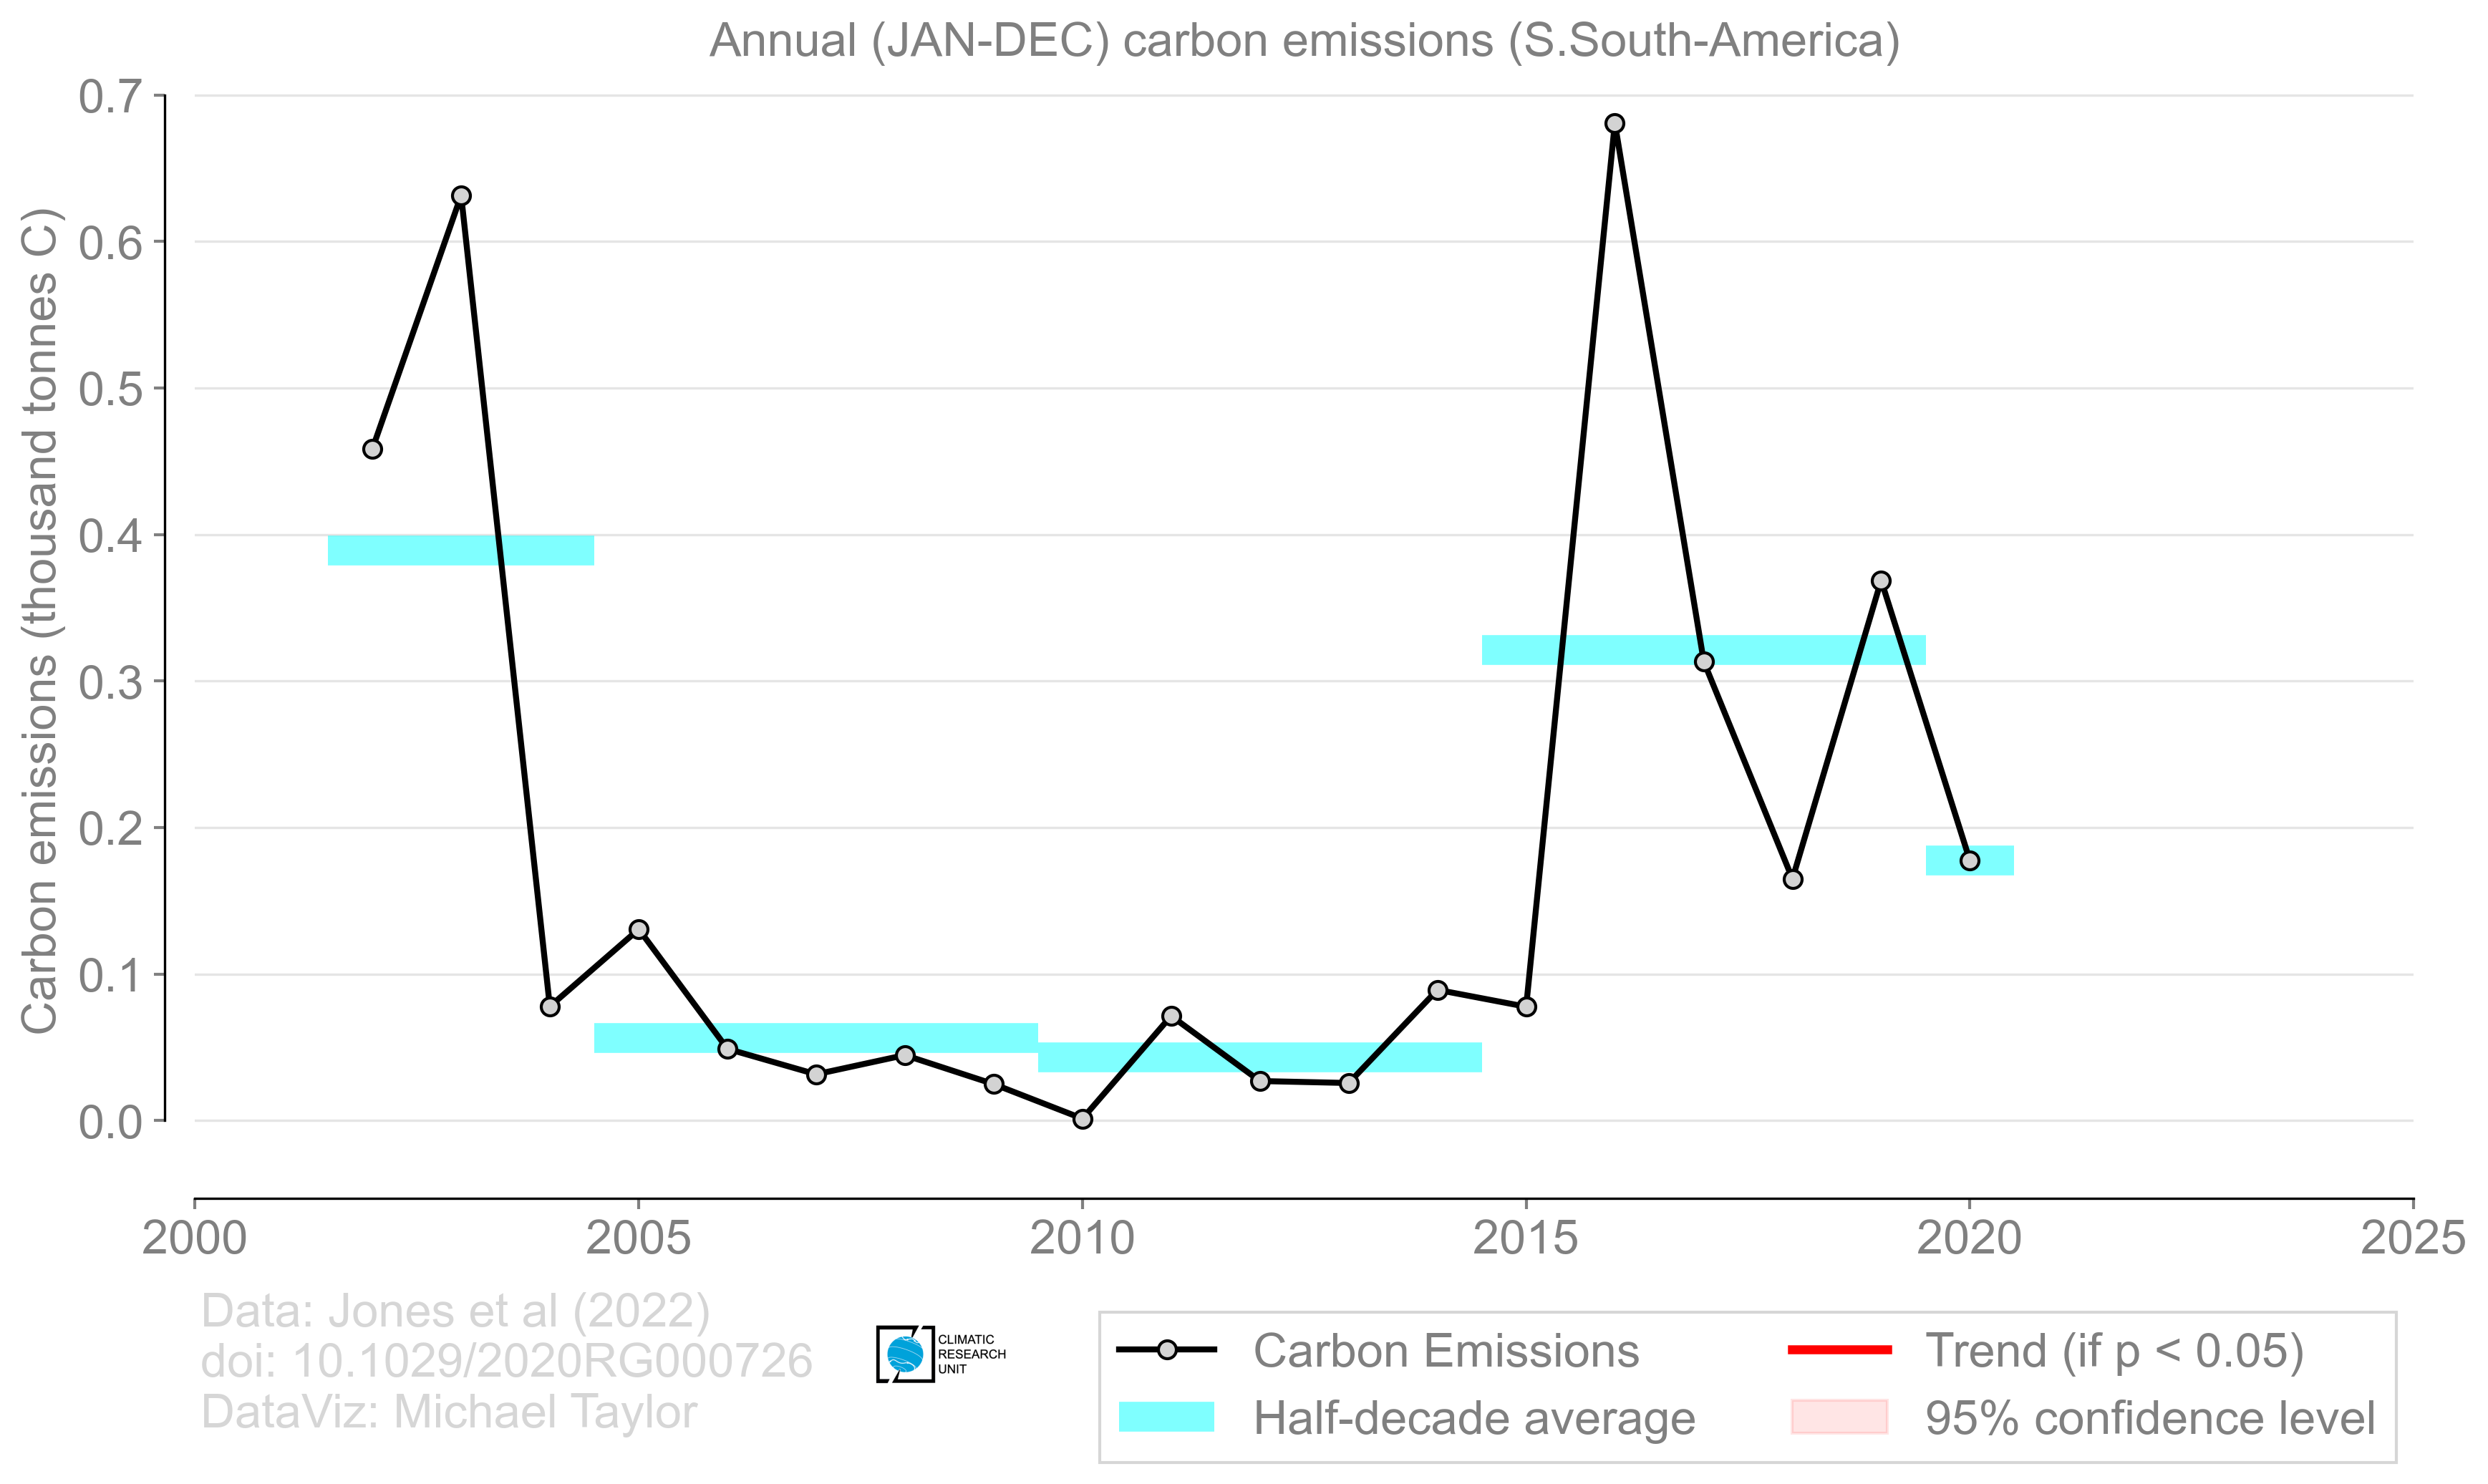 Annual (JAN-DEC) carbon emissions (S.South-America)
Carbon emissions (thousand tonnes C)
0.7
0.6
0.5
0.4
0.3
0.2
0.1
0.0
2000 2005 2010 2015 2020 2025
Data: Jones et al (2022)
doi: 10.1029/2020RG000726
DataViz: Michael Taylor
CLIMATIC
RESEARCH
UNIT
Carbon Emissions
Half-decade average
Trend (if p < 0.05)
95% confidence level